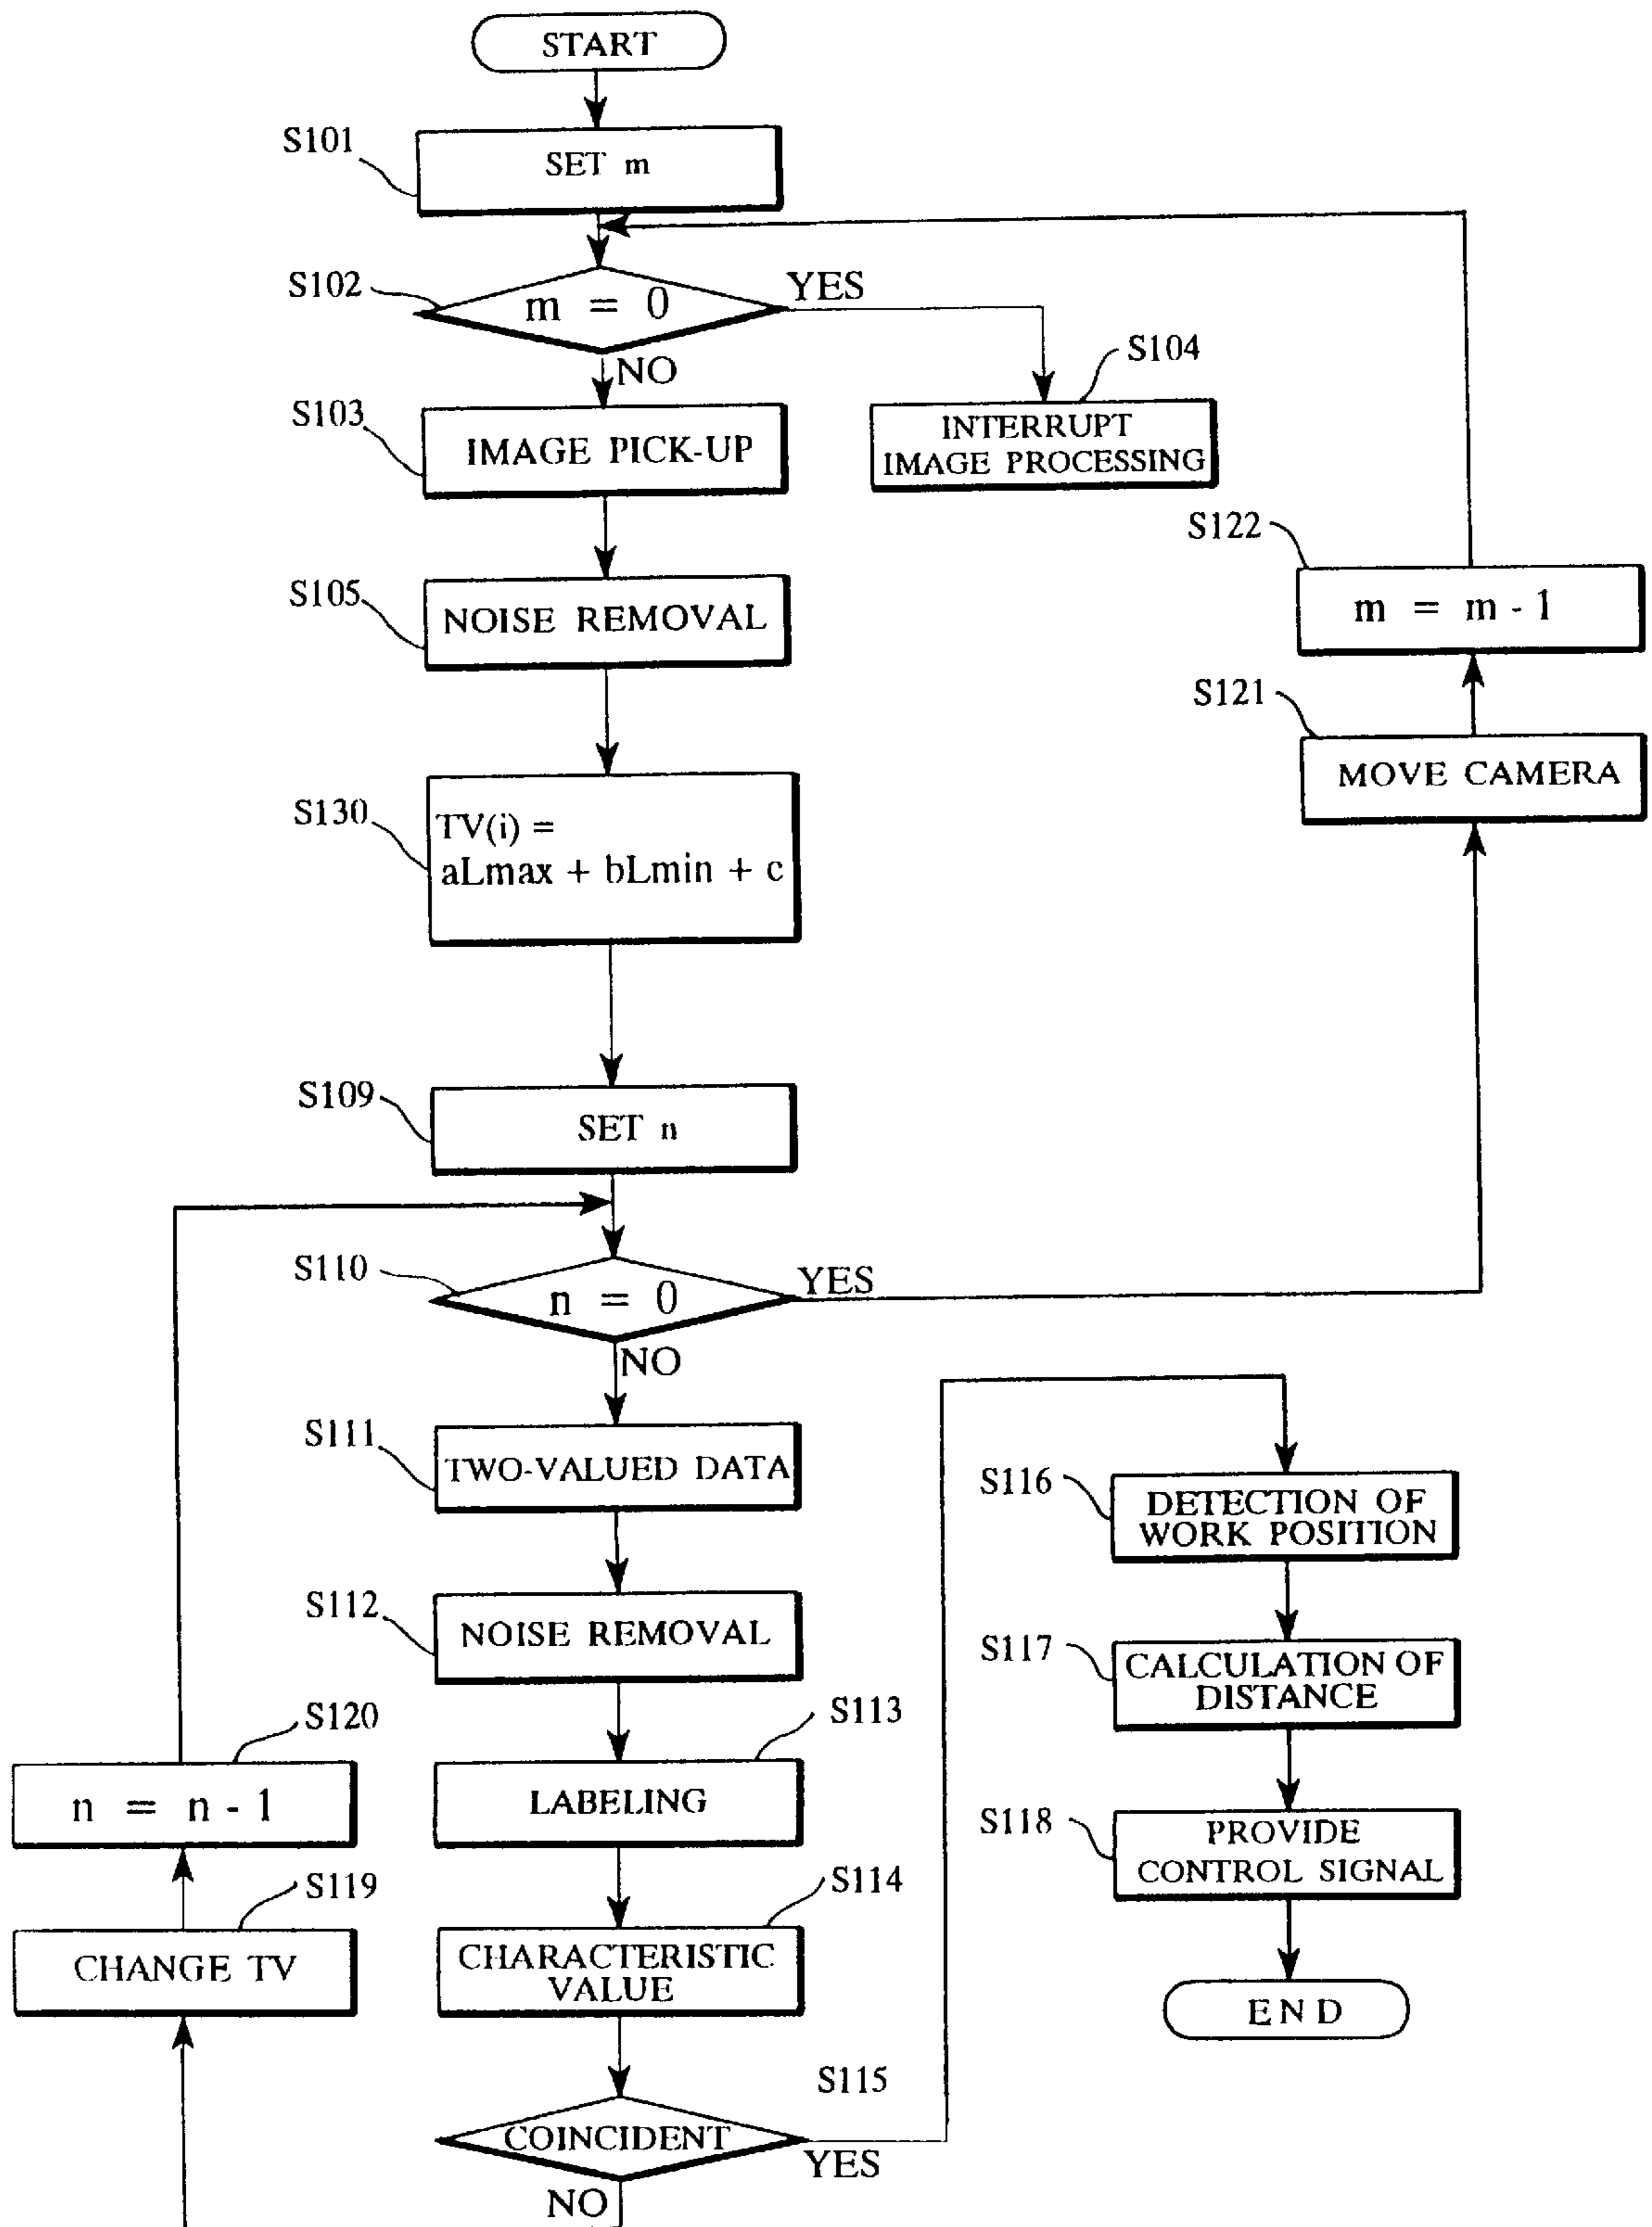 START
S101
SET m
S102
m = 0
YES
NO
S103
IMAGE PICK-UP
S104
INTERRUPT
IMAGE PROCESSING
S105
NOISE REMOVAL
S122
m = m - 1
S121
MOVE CAMERA
S130
TV(i) =
aLmax + bLmin + c
S109
SET n
S110
n = 0
YES
NO
S111
TWO-VALUED DATA
S112
NOISE REMOVAL
S113
LABELING
S114
CHARACTERISTIC
VALUE
S115
COINCIDENT
YES
NO
S120
n = n - 1
S119
CHANGE TV
S116
DETECTION OF
WORK POSITION
S117
CALCULATION OF
DISTANCE
S118
PROVIDE
CONTROL SIGNAL
END